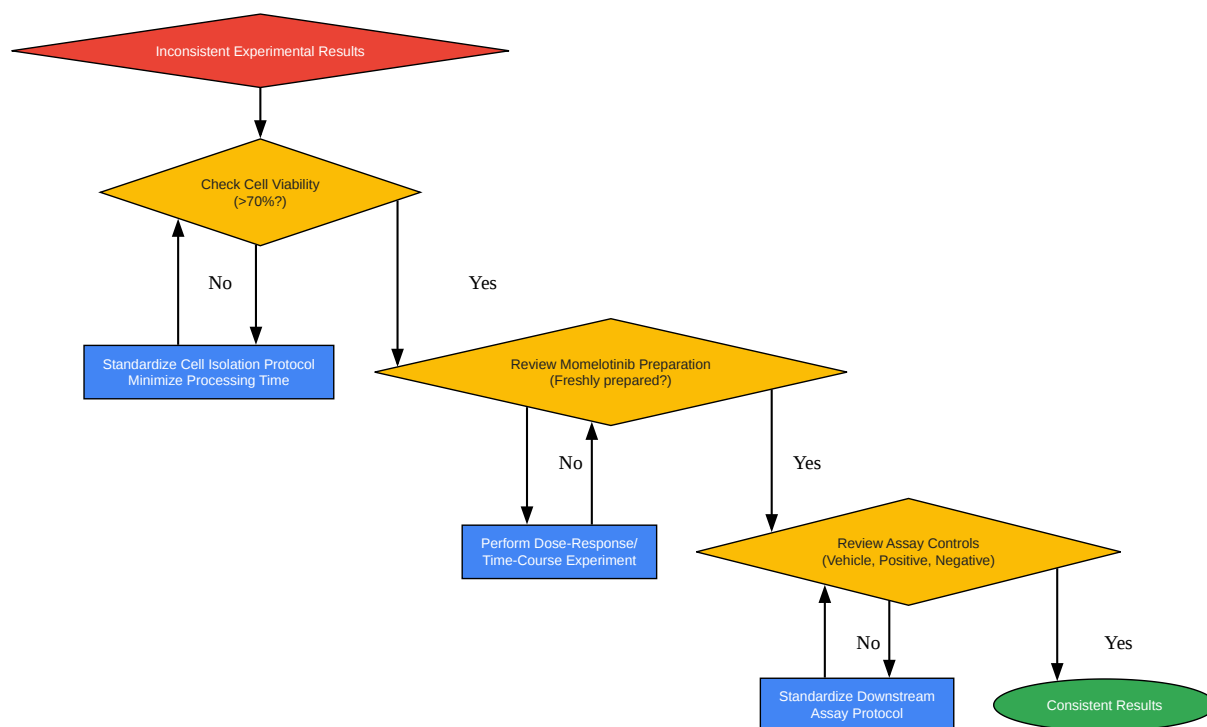 Inconsistent Experimental Results
Check Cell Viability
(>70%?)
No
Yes
Standardize Cell Isolation Protocol
Minimize Processing Time
Review Momelotinib Preparation
(Freshly prepared?)
No
Yes
Perform Dose-Response/
Time-Course Experiment
Review Assay Controls
(Vehicle, Positive, Negative)
No
Yes
Standardize Downstream
Assay Protocol
Consistent Results